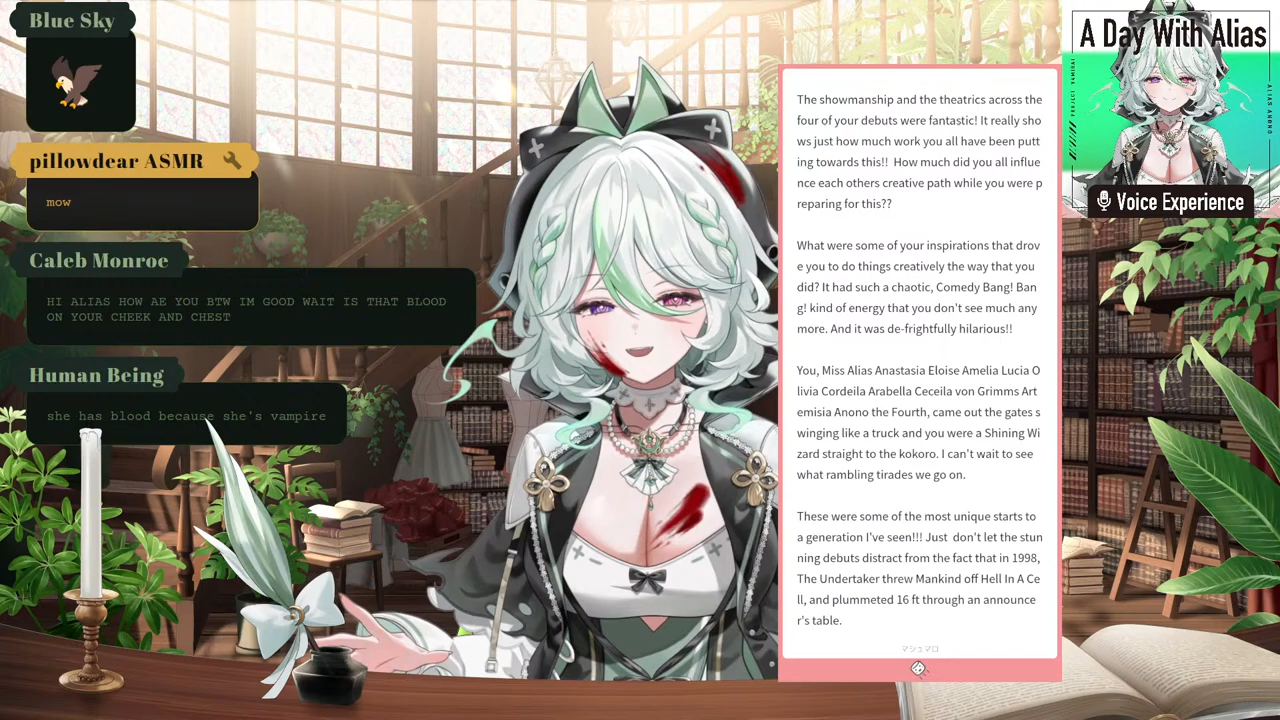 Blue Sky
pillowdear ASMR
mow
Caleb Monroe
HI ALIAS HOW AE YOU BTW IM GOOD WAIT IS THAT BLOOD
ON YOUR CHEEK AND CHEST
Human Being
she has blood because she's vampire
The showmanship and the theatrics across the
four of your debuts were fantastic! It really sho
ws just how much work you all have been putt
ing towards this!!  How much did you all influe
nce each others creative path while you were p
reparing for this??
What were some of your inspirations that drov
e you to do things creatively the way that you
did? It had such a chaotic, Comedy Bang! Ban
g! kind of energy that you don't see much any
more. And it was de-frightfully hilarious!!
You, Miss Alias Anastasia Eloise Amelia Lucia O
livia Cordeila Arabella Ceceila von Grimms Art
emisia Anono the Fourth, came out the gates s
winging like a truck and you were a Shining Wi
zard straight to the kokoro. I can't wait to see
what rambling tirades we go on.
These were some of the most unique starts to
a generation I've seen!!! Just  don't let the stun
ning debuts distract from the fact that in 1998,
The Undertaker threw Mankind off Hell In A Ce
ll, and plummeted 16 ft through an announce
r's table.
マシュマロ
A Day With Alias
ALIAS ANONO
Voice Experience